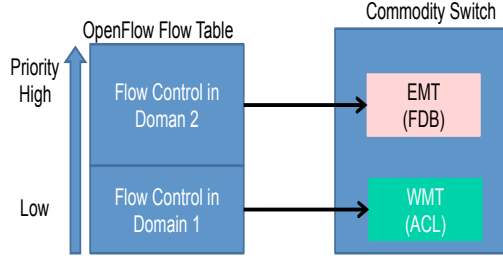 Commodity Switch
OpenFlow Flow Table
Priority
High
Flow Control in
Doman 2
EMT
(FDB)
Low
Flow Control in
Domain 1
WMT
(ACL)